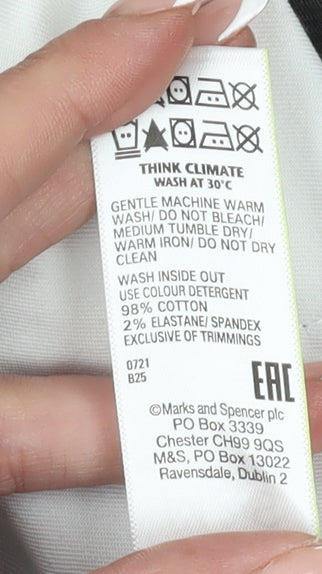 THINK CLIMATE
WASH AT 30°C
GENTLE MACHINE WARM
WASH/ DO NOT BLEACH/
MEDIUM TUMBLE DRY/
WARM IRON/ DO NOT DRY
CLEAN
WASH INSIDE OUT
USE COLOUR DETERGENT
98% COTTON
2% ELASTANE/ SPANDEX
EXCLUSIVE OF TRIMMINGS
0721
B25
EAC
©Marks and Spencer plc
PO Box 3339
Chester CH99 9QS
M&S, PO Box 13022
Ravensdale, Dublin 2